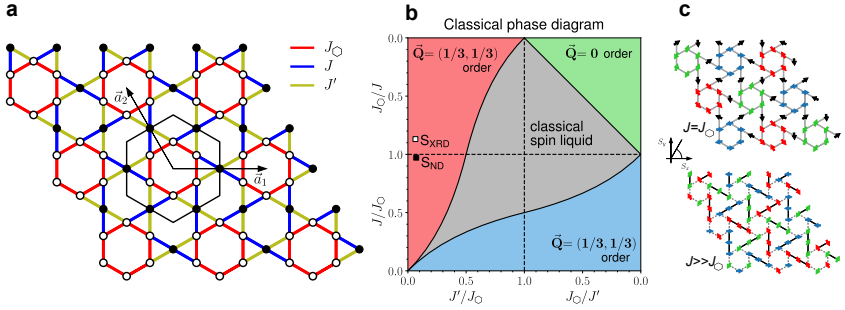 a
J⬡
J
J'
a⃗₂
a⃗₁
b
Classical phase diagram
0.0
0.5
1.0
0.5
0.0
J⬡/J
J/J⬡
Q⃗= (1/3, 1/3)
order
Q⃗= 0 order
classical
spin liquid
S_XRD
S_ND
Q⃗= (1/3, 1/3)
order
0.0
0.5
1.0
0.5
0.0
J'/J⬡
J⬡/J'
c
J=J⬡
S_y
S_x
J>>J⬡